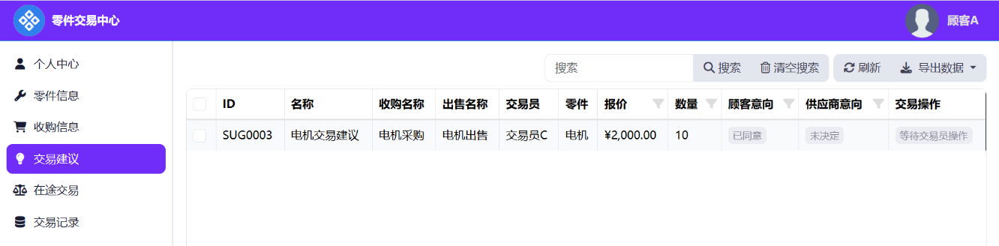 零件交易中心
顾客A
个人中心
零件信息
收购信息
交易建议
在途交易
交易记录
搜索 搜索 清空搜索 刷新 导出数据
ID 名称 收购名称 出售名称 交易员 零件 报价 数量 顾客意向 供应商意向 交易操作
SUG0003 电机交易建议 电机采购 电机出售 交易员C 电机 ¥2,000.00 10 已同意 未决定 等待交易员操作